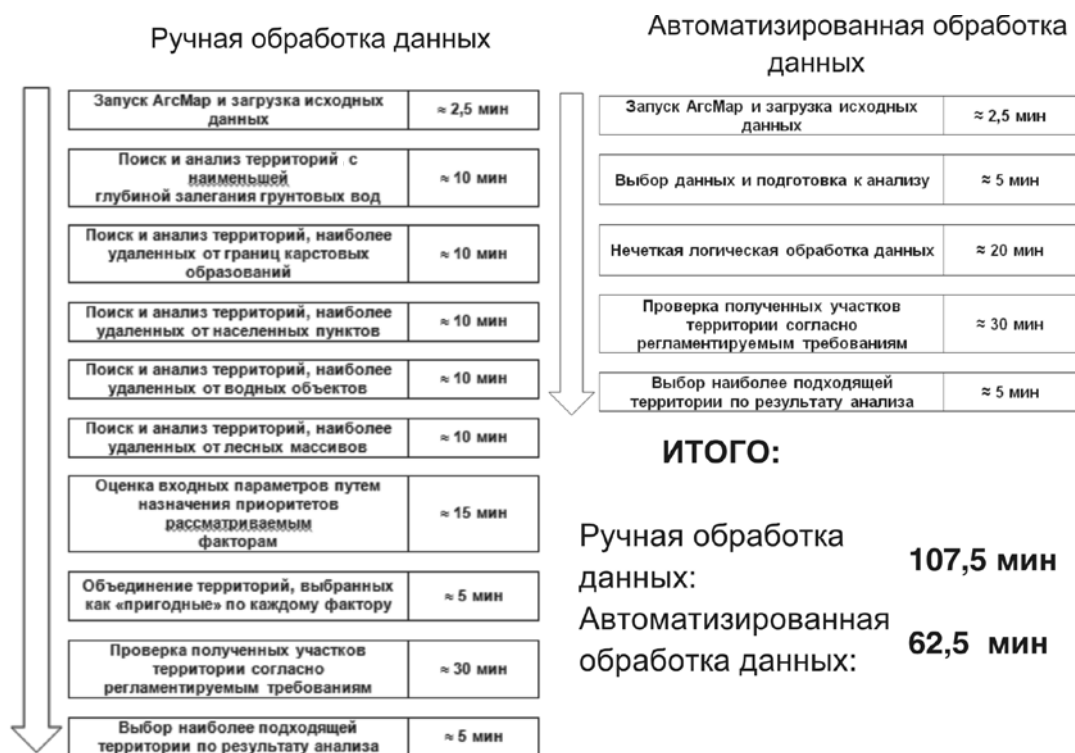 Ручная обработка данных
Запуск ArcMap и загрузка исходных
данных
≈ 2,5 мин
Поиск и анализ территорий с
наименьшей
глубиной залегания грунтовых вод
≈ 10 мин
Поиск и анализ территорий, наиболее
удаленных от границ карстовых
образований
≈ 10 мин
Поиск и анализ территорий, наиболее
удаленных от населенных пунктов
≈ 10 мин
Поиск и анализ территорий, наиболее
удаленных от водных объектов
≈ 10 мин
Поиск и анализ территорий, наиболее
удаленных от лесных массивов
≈ 10 мин
Оценка входных параметров путем
назначения приоритетов
рассматриваемым
факторам
≈ 15 мин
Объединение территорий, выбранных
как «пригодные» по каждому фактору
≈ 5 мин
Проверка полученных участков
территории согласно
регламентируемым требованиям
≈ 30 мин
Выбор наиболее подходящей
территории по результату анализа
≈ 5 мин
Автоматизированная обработка
данных
Запуск ArcMap и загрузка исходных
данных
≈ 2,5 мин
Выбор данных и подготовка к анализу
≈ 5 мин
Нечеткая логическая обработка данных
≈ 20 мин
Проверка полученных участков
территории согласно
регламентируемым требованиям
≈ 30 мин
Выбор наиболее подходящей
территории по результату анализа
≈ 5 мин
ИТОГО:
Ручная обработка
данных:
107,5 мин
Автоматизированная
обработка данных:
62,5 мин